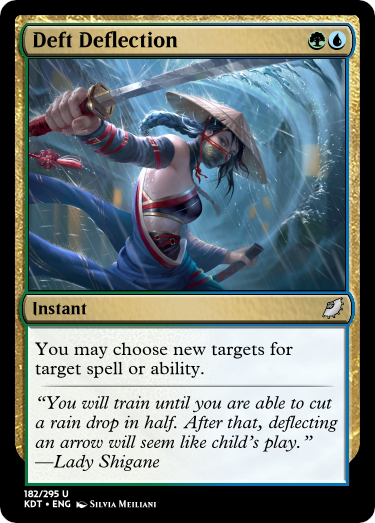 Deft Deflection
Instant
You may choose new targets for
target spell or ability.
“You will train until you are able to cut
a rain drop in half. After that, deflecting
an arrow will seem like child's play.”
—Lady Shigane
182/295 U
KDT • ENG Silvia Meiliani